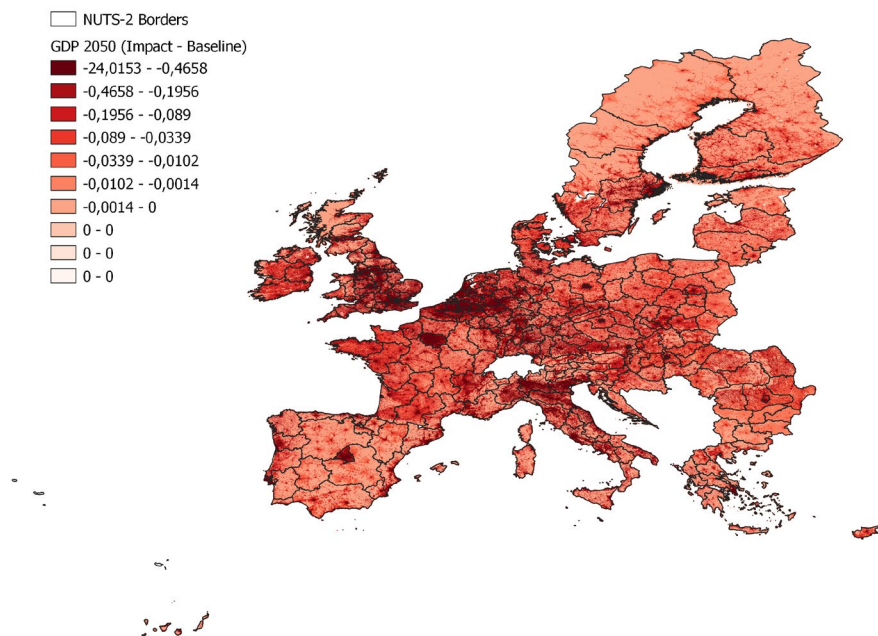 NUTS-2 Borders
GDP 2050 (Impact - Baseline)
-24,0153 - -0,4658
-0,4658 - -0,1956
-0,1956 - -0,089
-0,089 - -0,0339
-0,0339 - -0,0102
-0,0102 - -0,0014
-0,0014 - 0
0 - 0
0 - 0
0 - 0